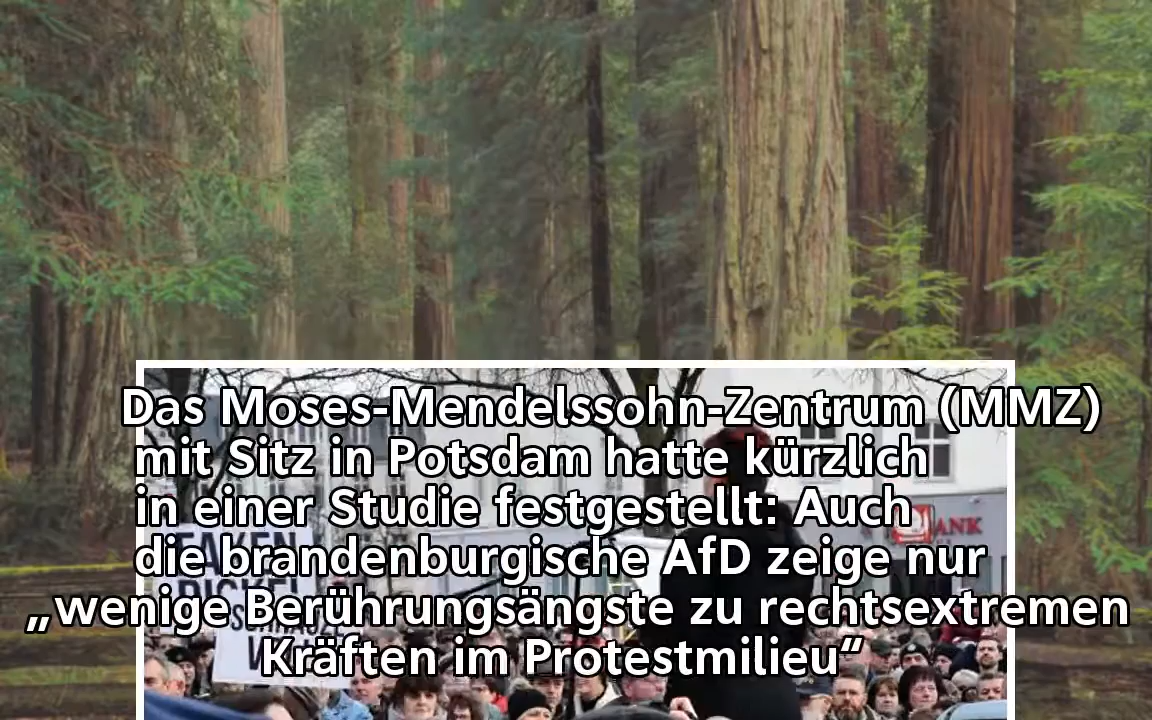 Das Moses-Mendelssohn-Zentrum (MMZ)
mit Sitz in Potsdam hatte kürzlich
in einer Studie festgestellt: Auch
die brandenburgische AfD zeige nur
„wenige Berührungsängste zu rechtsextremen
Kräften im Protestmilieu“
ANK